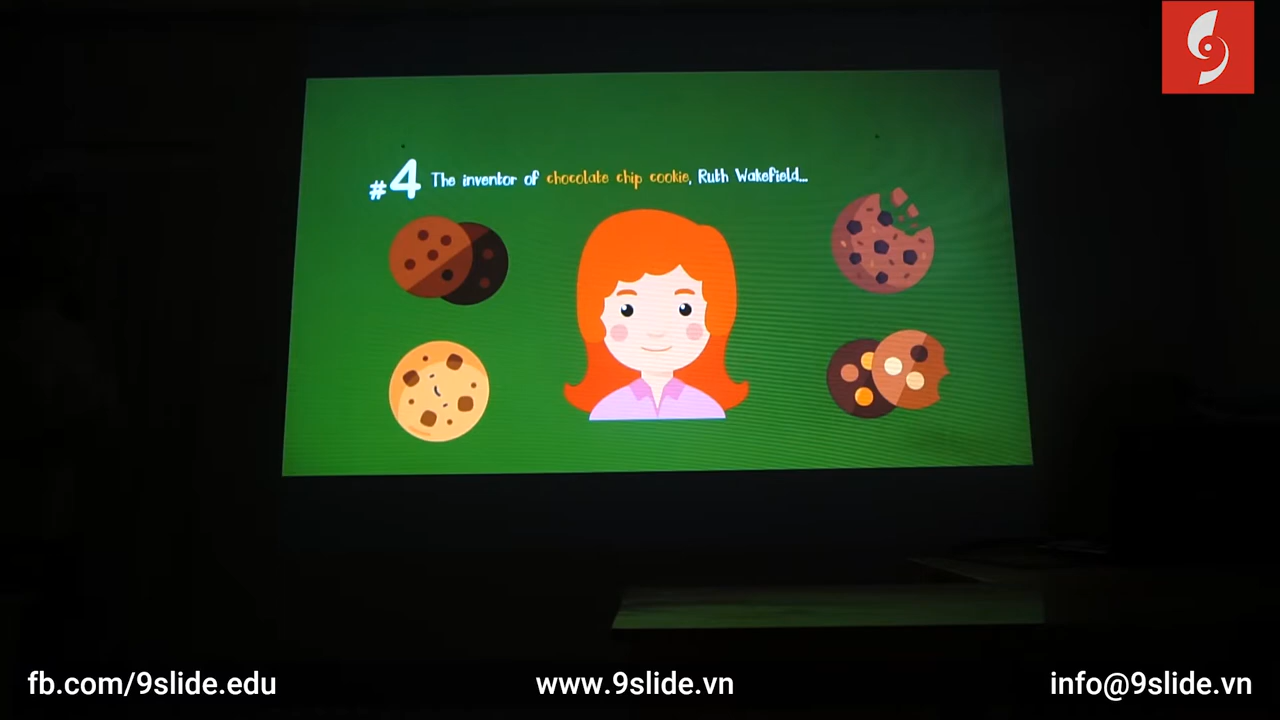 #4 The inventor of chocolate chip cookie, Ruth Wakefield...
fb.com/9slide.edu
www.9slide.vn
info@9slide.vn